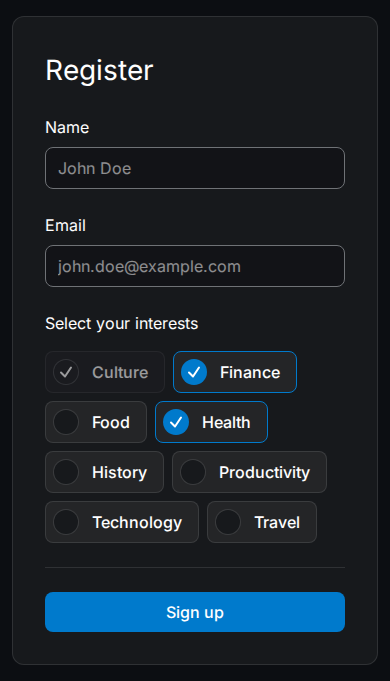 Register
Name
John Doe
Email
john.doe@example.com
Select your interests
Culture Finance
Food Health
History Productivity
Technology Travel
Sign up